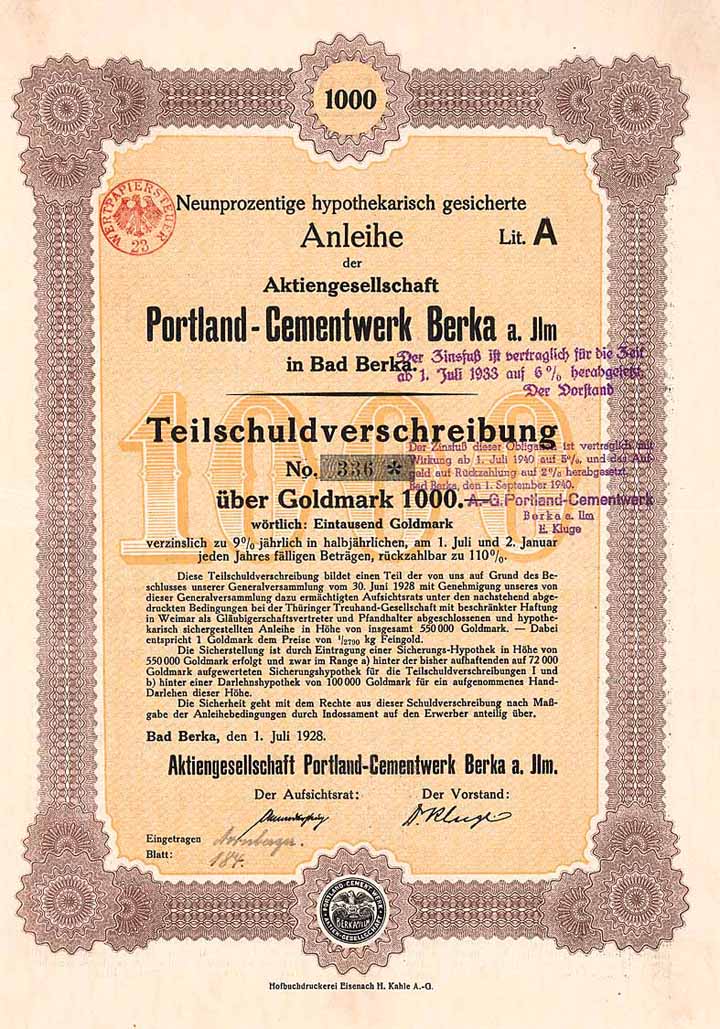 1000
WERTPAPIERSTEUER
23
Neunprozentige hypothekarisch gesicherte
Anleihe
Lit. A
der
Aktiengesellschaft
Portland-Cementwerk Berka a. Jlm
in Bad Berka.
Der Zinsfuß ist vertraglich für die Zeit
ab 1. Juli 1933 auf 6% herabgesetzt.
Der Vorstand
1000
Teilschuldverschreibung
No. 336 *
Der Zinsfuß dieser Obligation ist vertraglich mit
Wirkung ab 1. Juli 1940 auf 5%, und das Auf-
geld auf Rückzahlung auf 2% herabgesetzt.
Bad Berka, den 1. September 1940.
A.-G. Portland-Cementwerk
Berka a. Ilm
E. Kluge
über Goldmark 1000.—
wörtlich: Eintausend Goldmark
verzinslich zu 9% jährlich in halbjährlichen, am 1. Juli und 2. Januar
jeden Jahres fälligen Beträgen, rückzahlbar zu 110%.
Diese Teilschuldverschreibung bildet einen Teil der von uns auf Grund des Be-
schlusses unserer Generalversammlung vom 30. Juni 1928 mit Genehmigung unseres von
dieser Generalversammlung dazu ermächtigten Aufsichtsrats unter den nachstehend abge-
druckten Bedingungen bei der Thüringer Treuhand-Gesellschaft mit beschränkter Haftung
in Weimar als Gläubigerschaftsvertreter und Pfandhalter abgeschlossenen und hypothe-
karisch sichergestellten Anleihe in Höhe von insgesamt 550000 Goldmark. — Dabei
entspricht 1 Goldmark dem Preise von 1/2790 kg Feingold.
Die Sicherstellung ist durch Eintragung einer Sicherungs-Hypothek in Höhe von
550000 Goldmark erfolgt und zwar im Range a) hinter der bisher aufhaftenden auf 72000
Goldmark aufgewerteten Sicherungshypothek für die Teilschuldverschreibungen I und
b) hinter einer Darlehnshypothek von 100000 Goldmark für ein aufgenommenes Hand-
Darlehen dieser Höhe.
Die Sicherheit geht mit dem Rechte aus dieser Schuldverschreibung nach Maß-
gabe der Anleihebedingungen durch Indossament auf den Erwerber anteilig über.
Bad Berka, den 1. Juli 1928.
Aktiengesellschaft Portland-Cementwerk Berka a. Jlm.
Der Aufsichtsrat:
Der Vorstand:
D. Kluge
Eingetragen
Blatt: 184.
PORTLAND-CEMENT-WERK
BERKA/ILM
AKTIEN-GESELLSCHAFT
Hofbuchdruckerei Eisenach H. Kahle A.-G.